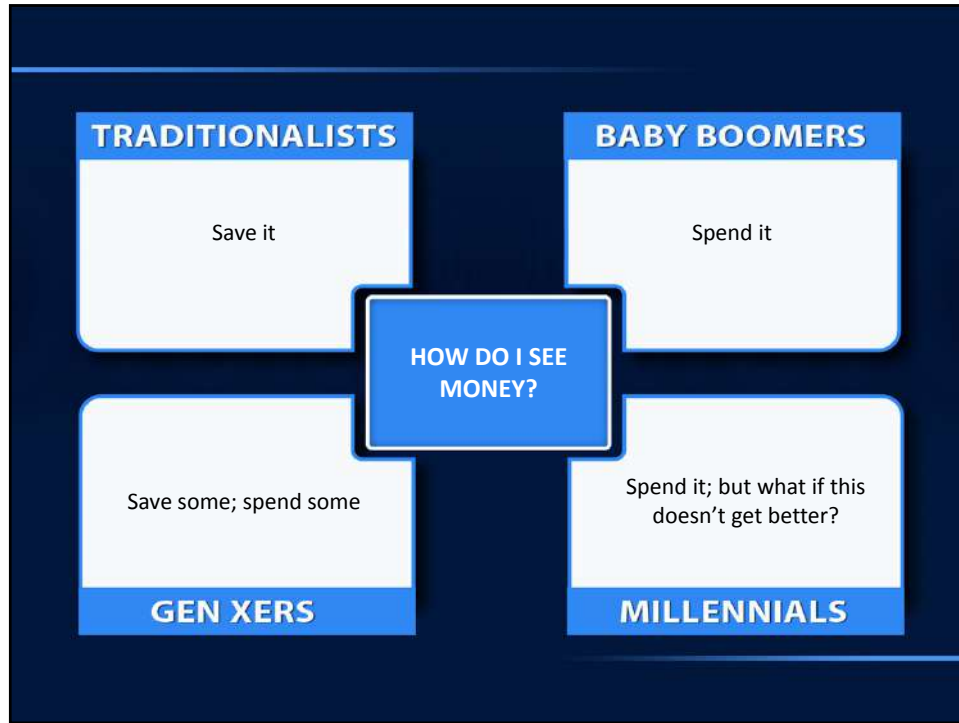 TRADITIONALISTS
Save it
BABY BOOMERS
Spend it
HOW DO I SEE
MONEY?
Save some; spend some
GEN XERS
Spend it; but what if this
doesn’t get better?
MILLENNIALS